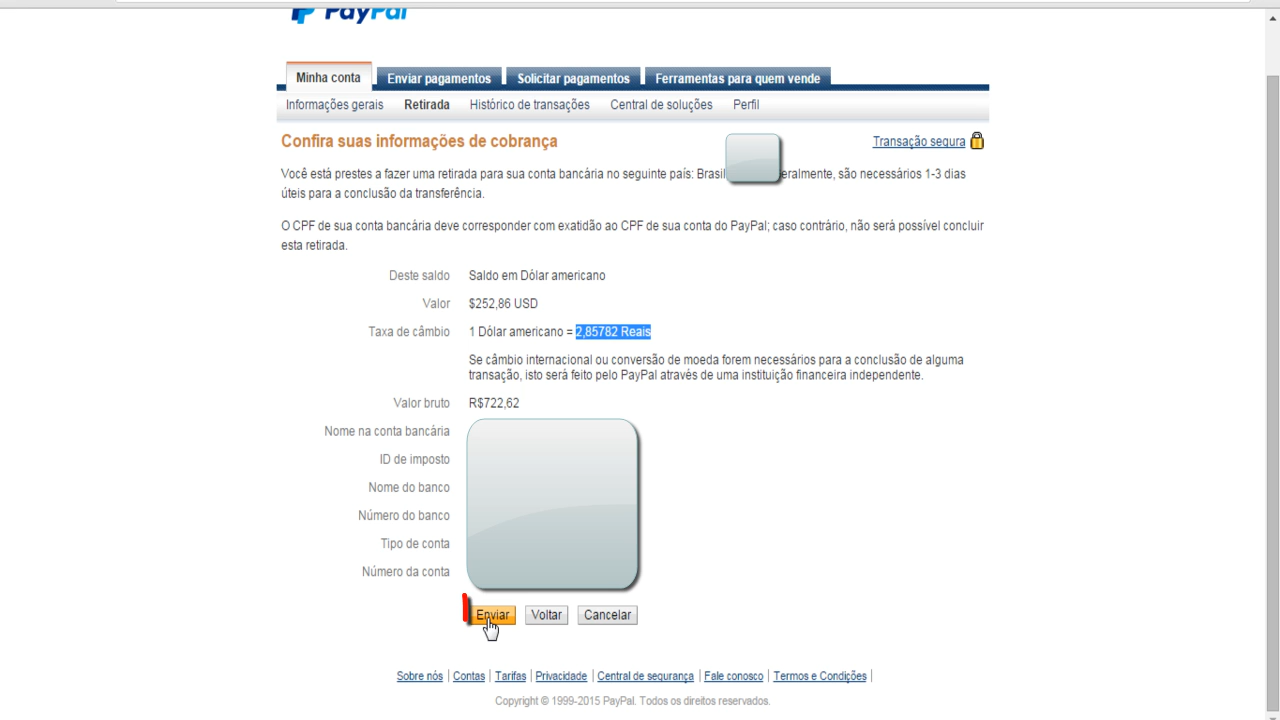 PayPal
Minha conta Enviar pagamentos Solicitar pagamentos Ferramentas para quem vende
Informações gerais Retirada Histórico de transações Central de soluções Perfil
Confira suas informações de cobrança
Transação segura
Você está prestes a fazer uma retirada para sua conta bancária no seguinte país: Brasil eralmente, são necessários 1-3 dias
úteis para a conclusão da transferência.
O CPF de sua conta bancária deve corresponder com exatidão ao CPF de sua conta do PayPal; caso contrário, não será possível concluir
esta retirada.
Deste saldo Saldo em Dólar americano
Valor $252,86 USD
Taxa de câmbio 1 Dólar americano = 2,85782 Reais
Se câmbio internacional ou conversão de moeda forem necessários para a conclusão de alguma
transação, isto será feito pelo PayPal através de uma instituição financeira independente.
Valor bruto R$722,62
Nome na conta bancária
ID de imposto
Nome do banco
Número do banco
Tipo de conta
Número da conta
Enviar Voltar Cancelar
Sobre nós | Contas | Tarifas | Privacidade | Central de segurança | Fale conosco | Termos e Condições |
Copyright © 1999-2015 PayPal. Todos os direitos reservados.